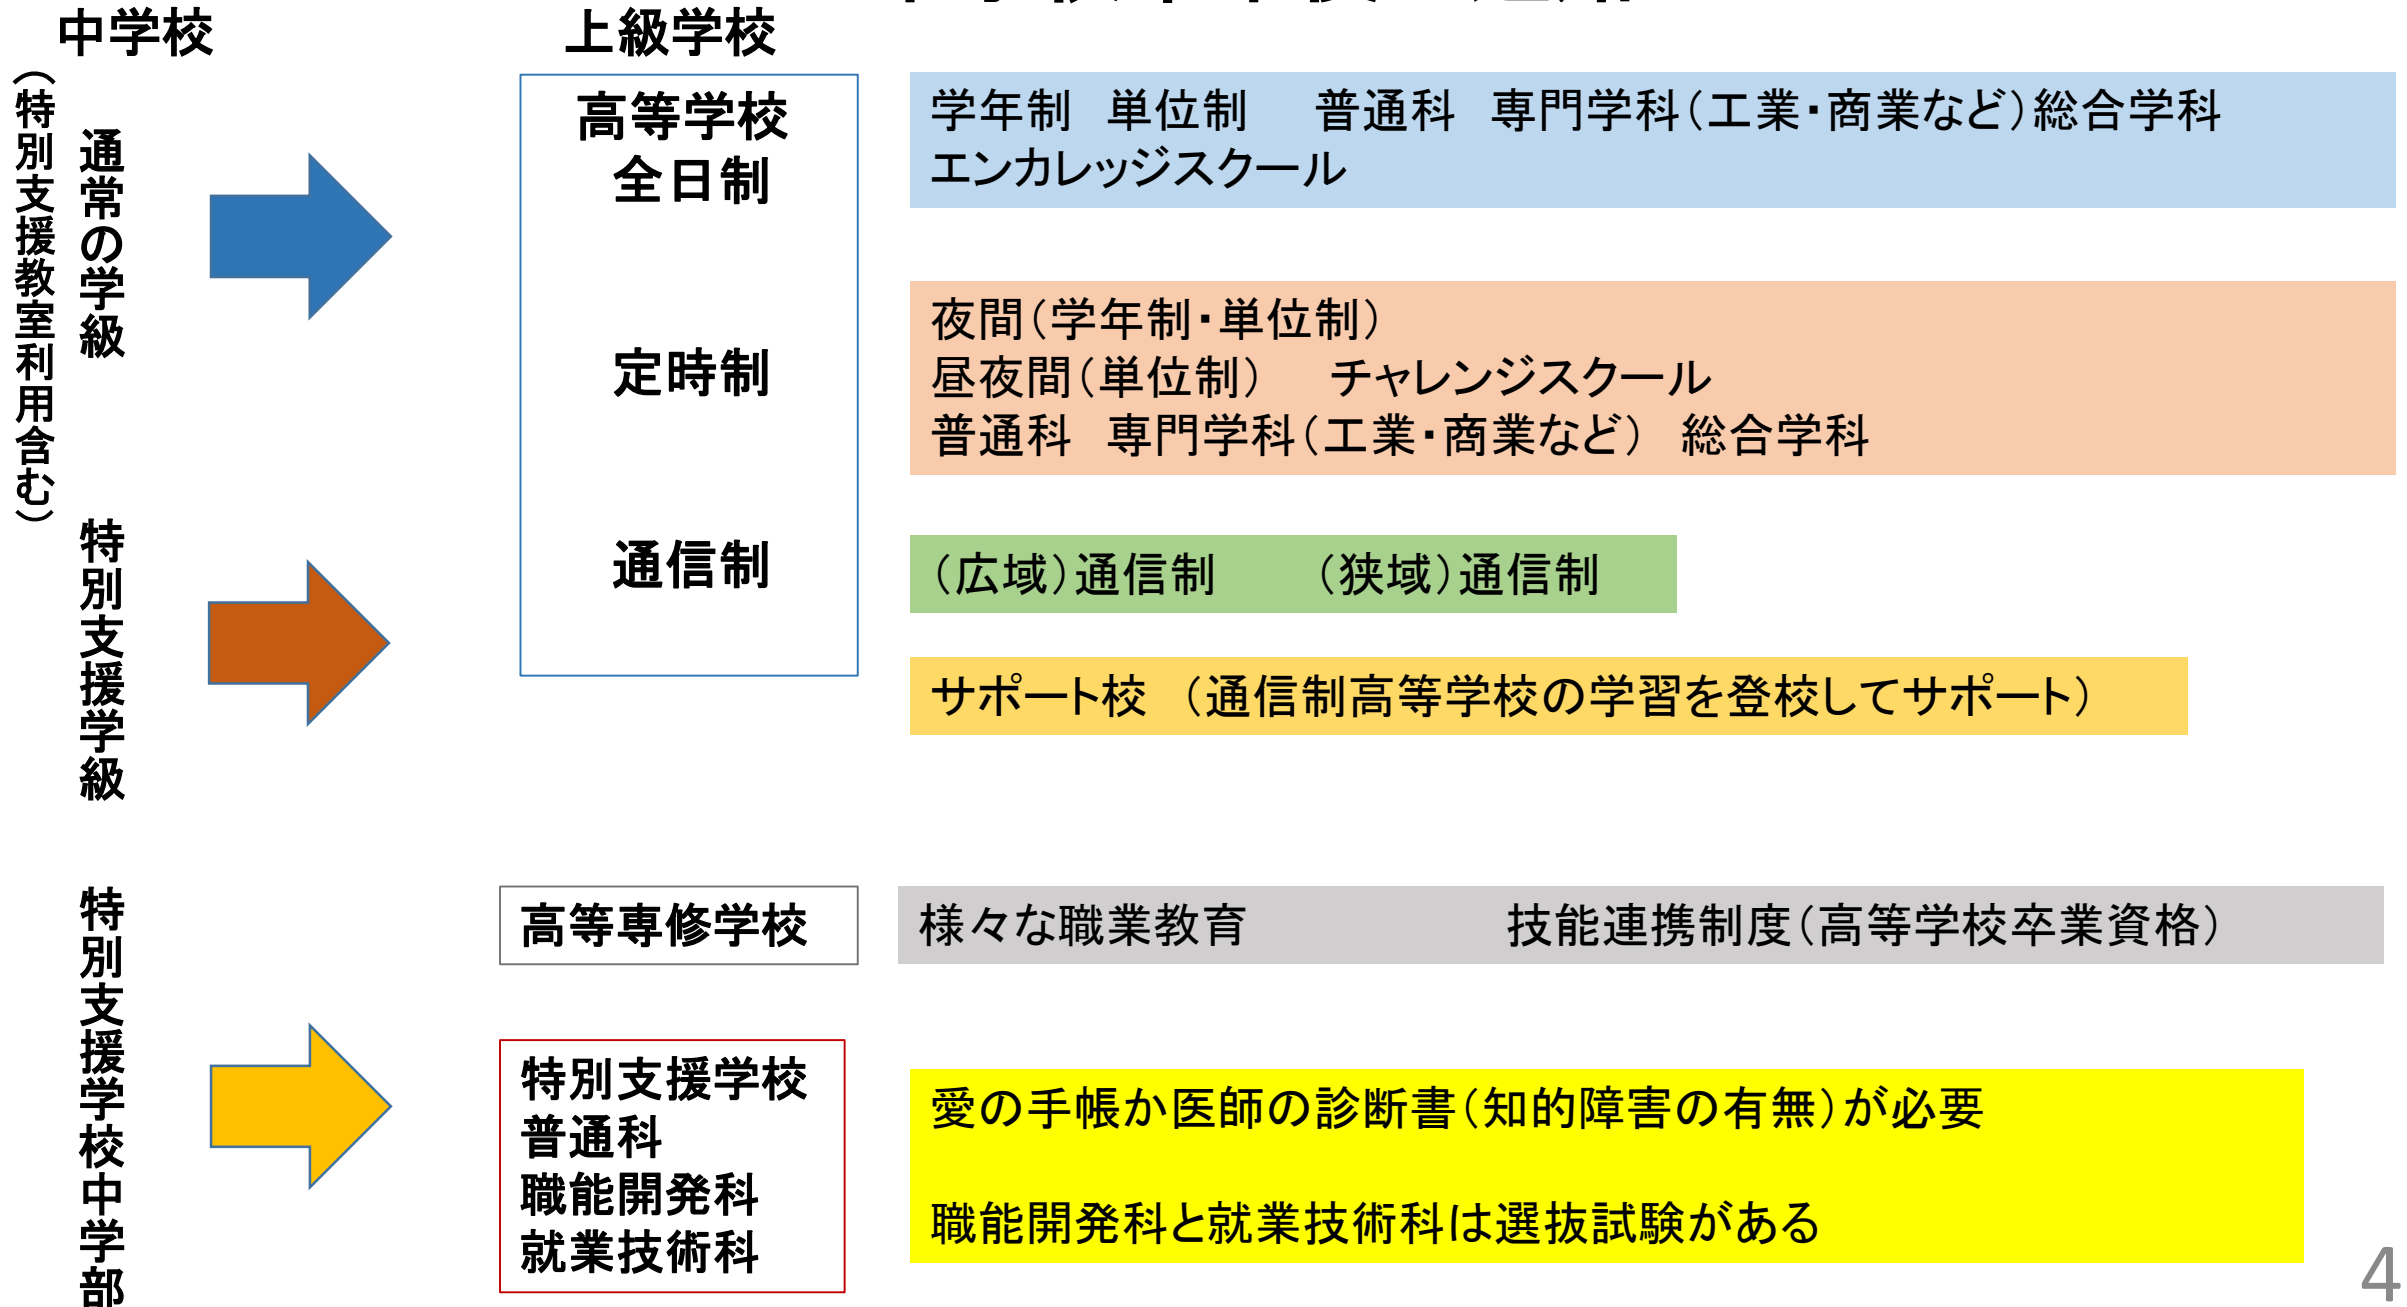 中学校
上級学校
（特別支援教室利用含む）
通常の学級
特別支援学級
特別支援学校中学部
高等学校
全日制
定時制
通信制
学年制　単位制　　普通科　専門学科（工業・商業など）総合学科
エンカレッジスクール
夜間（学年制・単位制）
昼夜間（単位制）　チャレンジスクール
普通科　専門学科（工業・商業など）　総合学科
（広域）通信制　　（狭域）通信制
サポート校　（通信制高等学校の学習を登校してサポート）
高等専修学校
様々な職業教育　　　　　技能連携制度（高等学校卒業資格）
特別支援学校
普通科
職能開発科
就業技術科
愛の手帳か医師の診断書（知的障害の有無）が必要
職能開発科と就業技術科は選抜試験がある
4